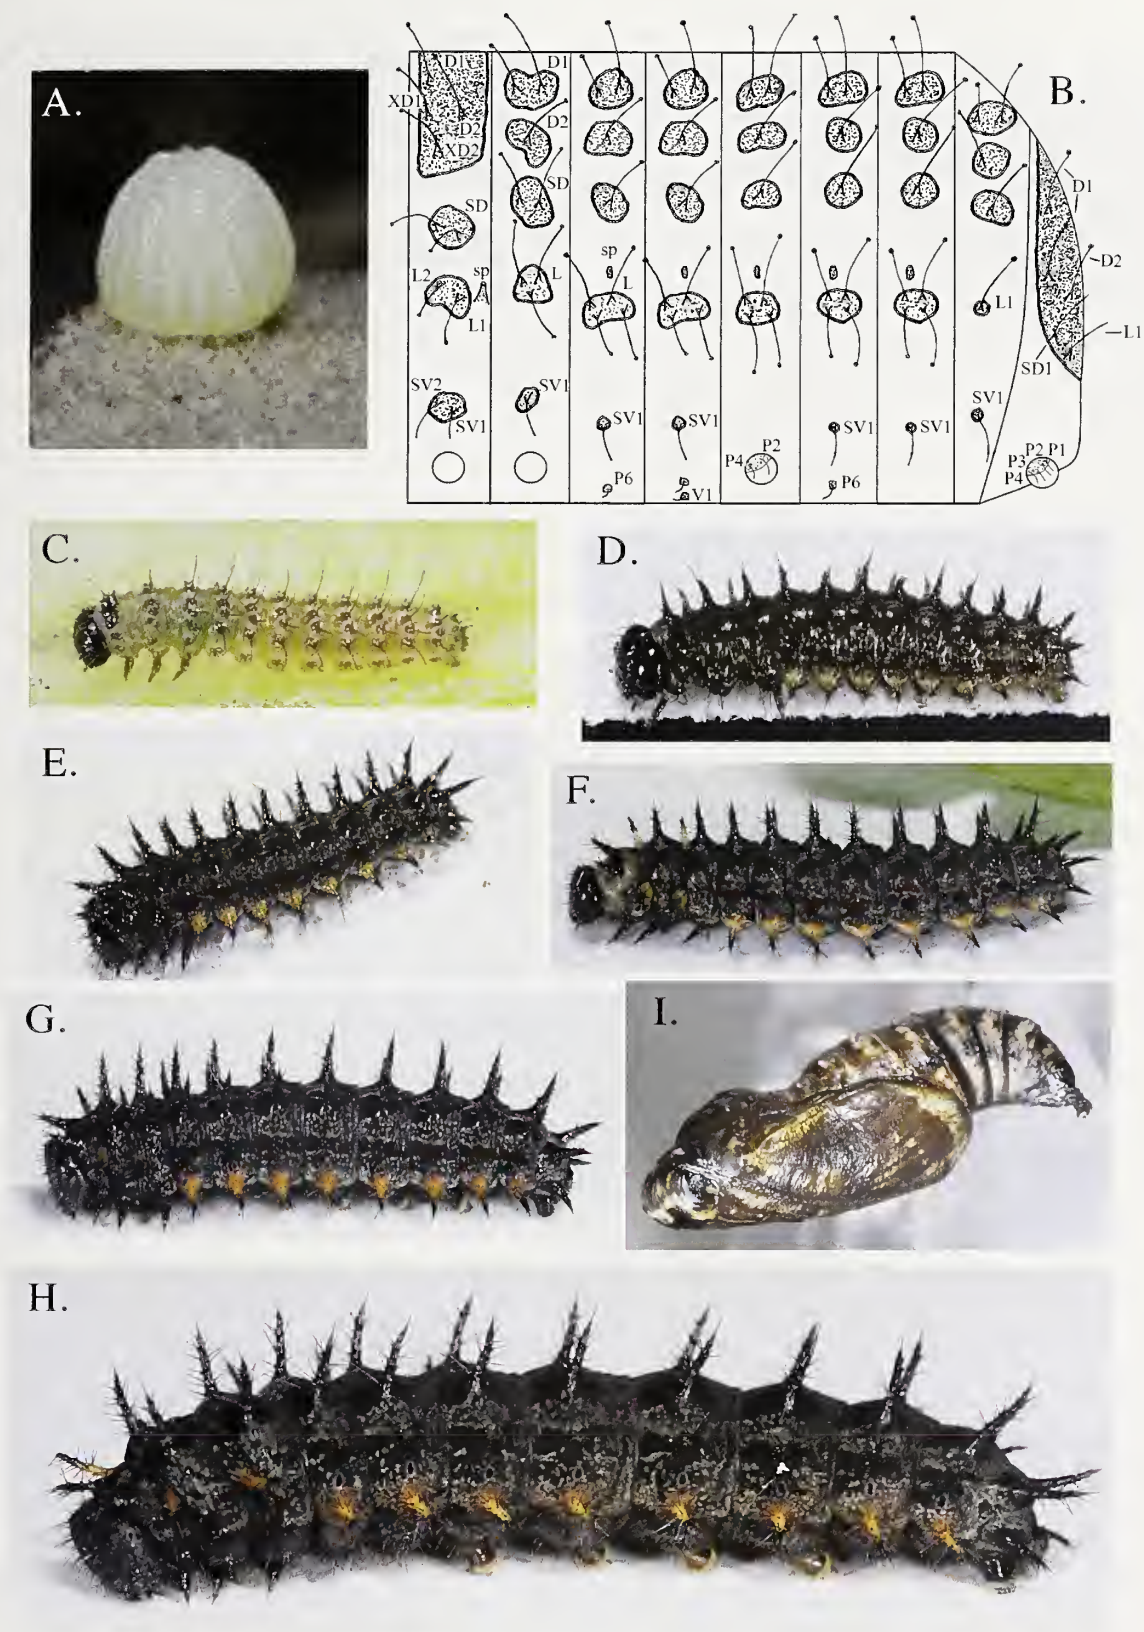 A.
B.
D1 D1
XD1
D2 D2
XD2
SD SD
D1
D2
L2 sp L sp L
L1
L1
L1
SD1
SV2 SV1
SV1 SV1 SV1 SV1 SV1 SV1
P4 P2
P3 P2 P1
P4
P6 V1 P6
C.
D.
E.
F.
G.
I.
H.